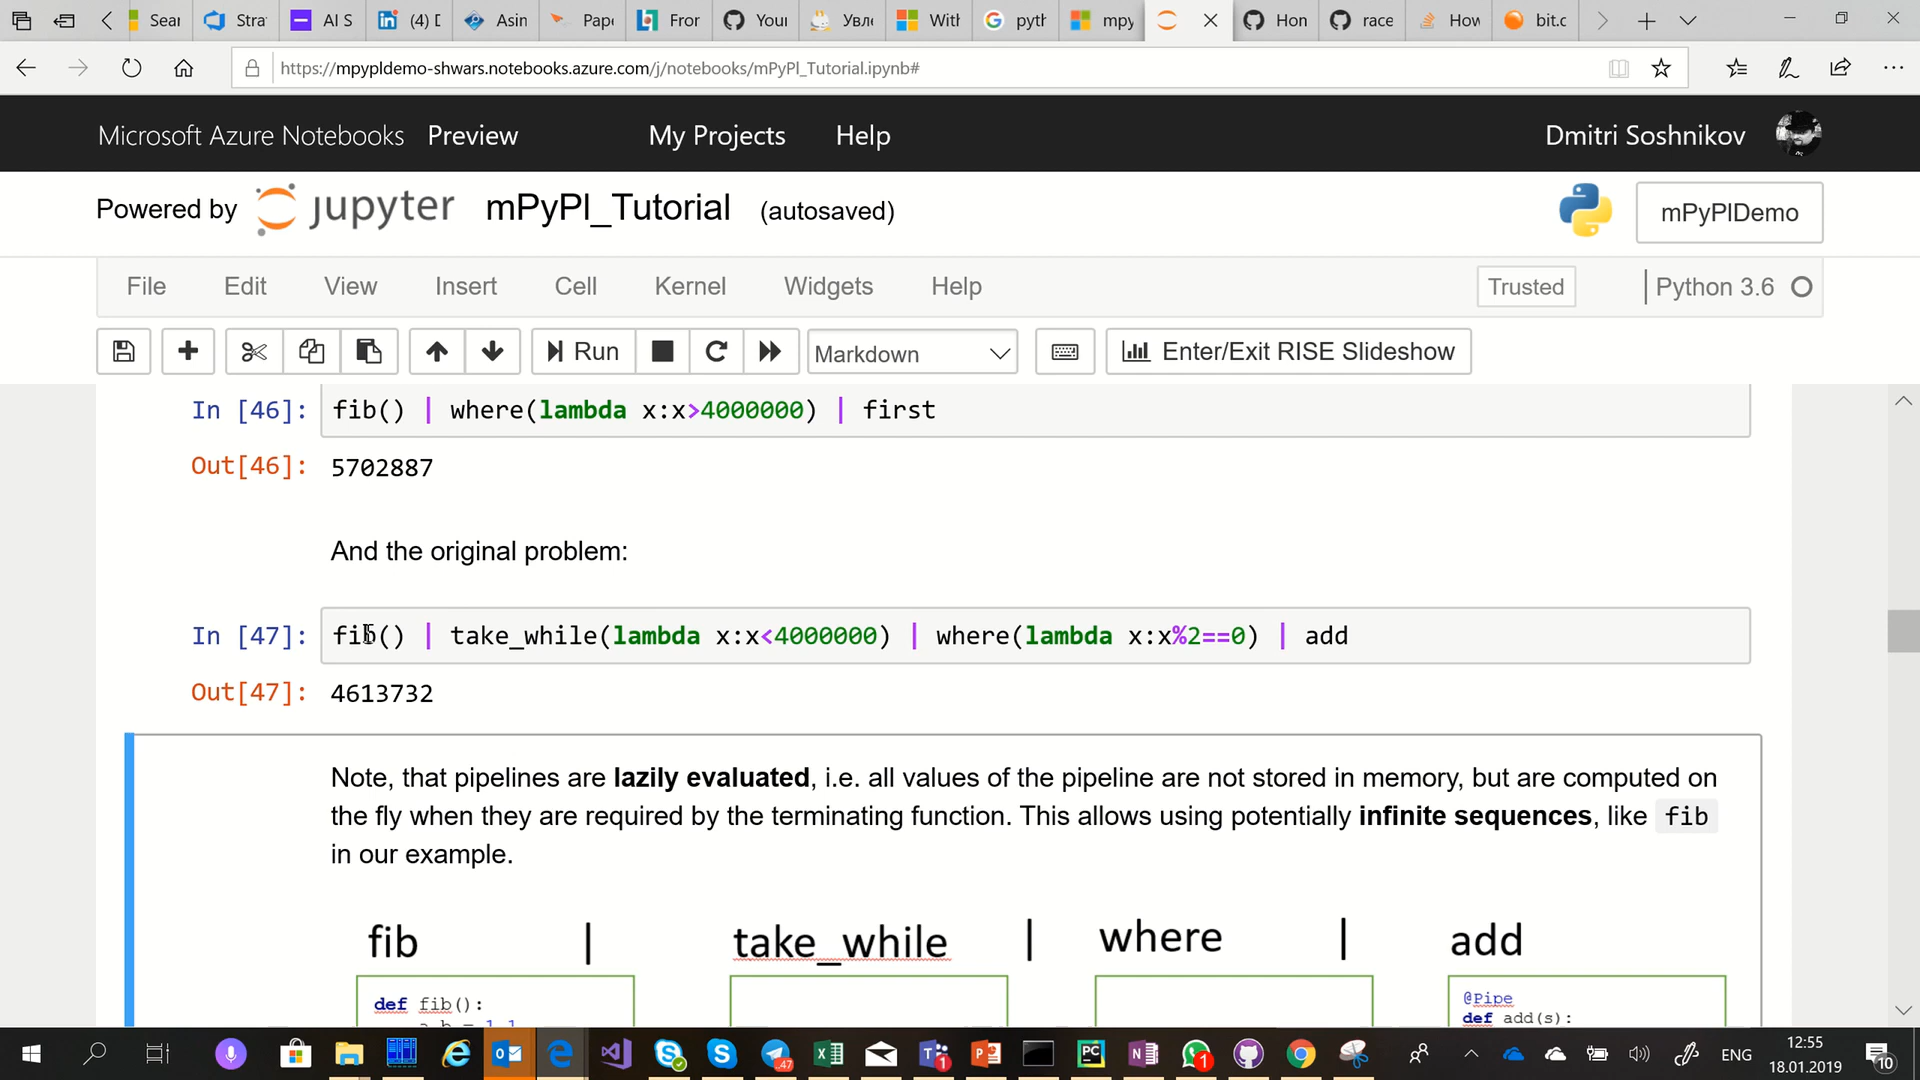 Sear
Stra
AI S
(4) D
Asin
Pape
Fron
Your
Увле
With
pyth
mpy
Hon
race
How
bit.c
https://mpypldemo-shwars.notebooks.azure.com/j/notebooks/mPyPl_Tutorial.ipynb#
Microsoft Azure Notebooks Preview My Projects Help Dmitri Soshnikov
Powered by jupyter mPyPl_Tutorial (autosaved) mPyPlDemo
File Edit View Insert Cell Kernel Widgets Help Trusted Python 3.6
Run Markdown Enter/Exit RISE Slideshow
In [46]: fib() | where(lambda x:x>4000000) | first
Out[46]: 5702887
And the original problem:
In [47]: fib() | take_while(lambda x:x<4000000) | where(lambda x:x%2==0) | add
Out[47]: 4613732
Note, that pipelines are lazily evaluated, i.e. all values of the pipeline are not stored in memory, but are computed on
the fly when they are required by the terminating function. This allows using potentially infinite sequences, like fib
in our example.
fib | take_while | where | add
def fib():
a,b = 1,1
@Pipe
def add(s):
ENG
12:55
18.01.2019